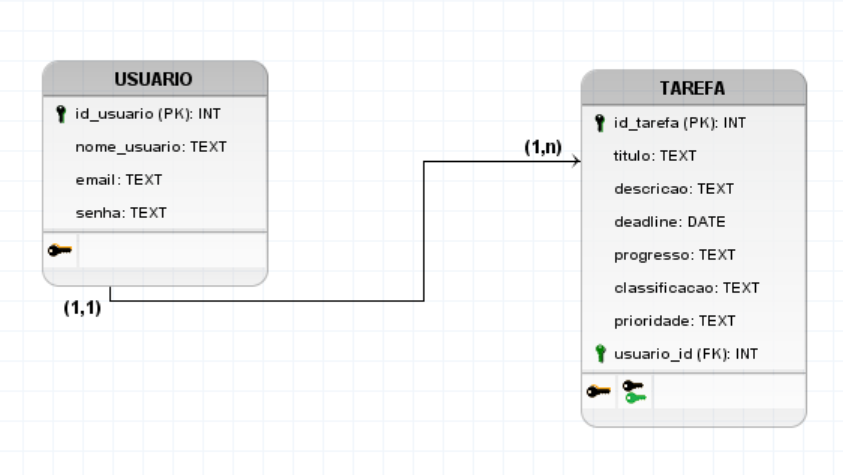 USUARIO
id_usuario (PK): INT
nome_usuario: TEXT
email: TEXT
senha: TEXT
(1,1)
(1,n)
TAREFA
id_tarefa (PK): INT
titulo: TEXT
descricao: TEXT
deadline: DATE
progresso: TEXT
classificacao: TEXT
prioridade: TEXT
usuario_id (FK): INT